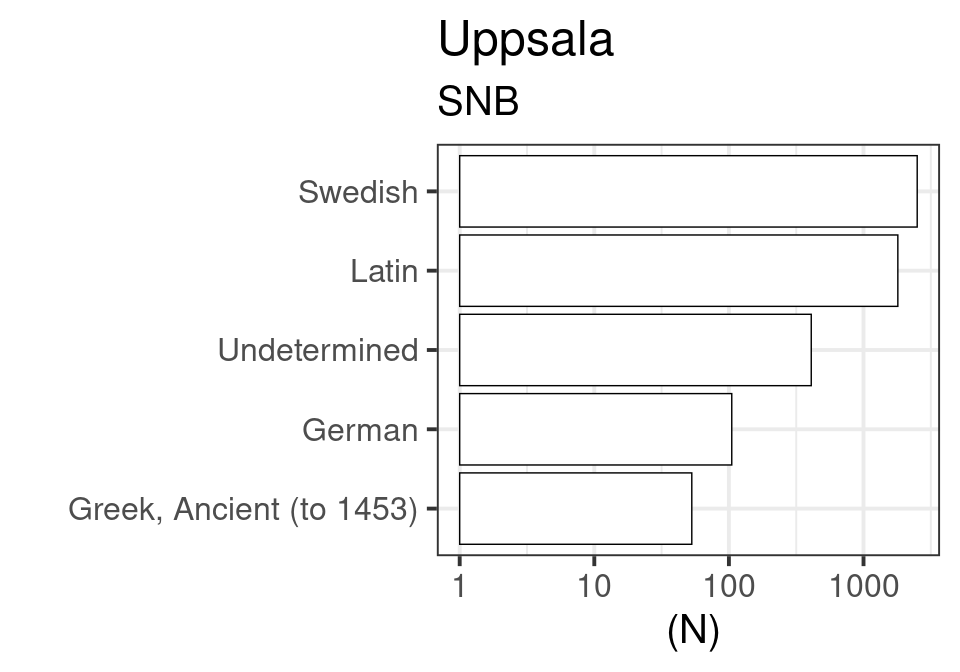 Uppsala
SNB
Swedish
Latin
Undetermined
German
Greek, Ancient (to 1453)
1 10 100 1000
(N)